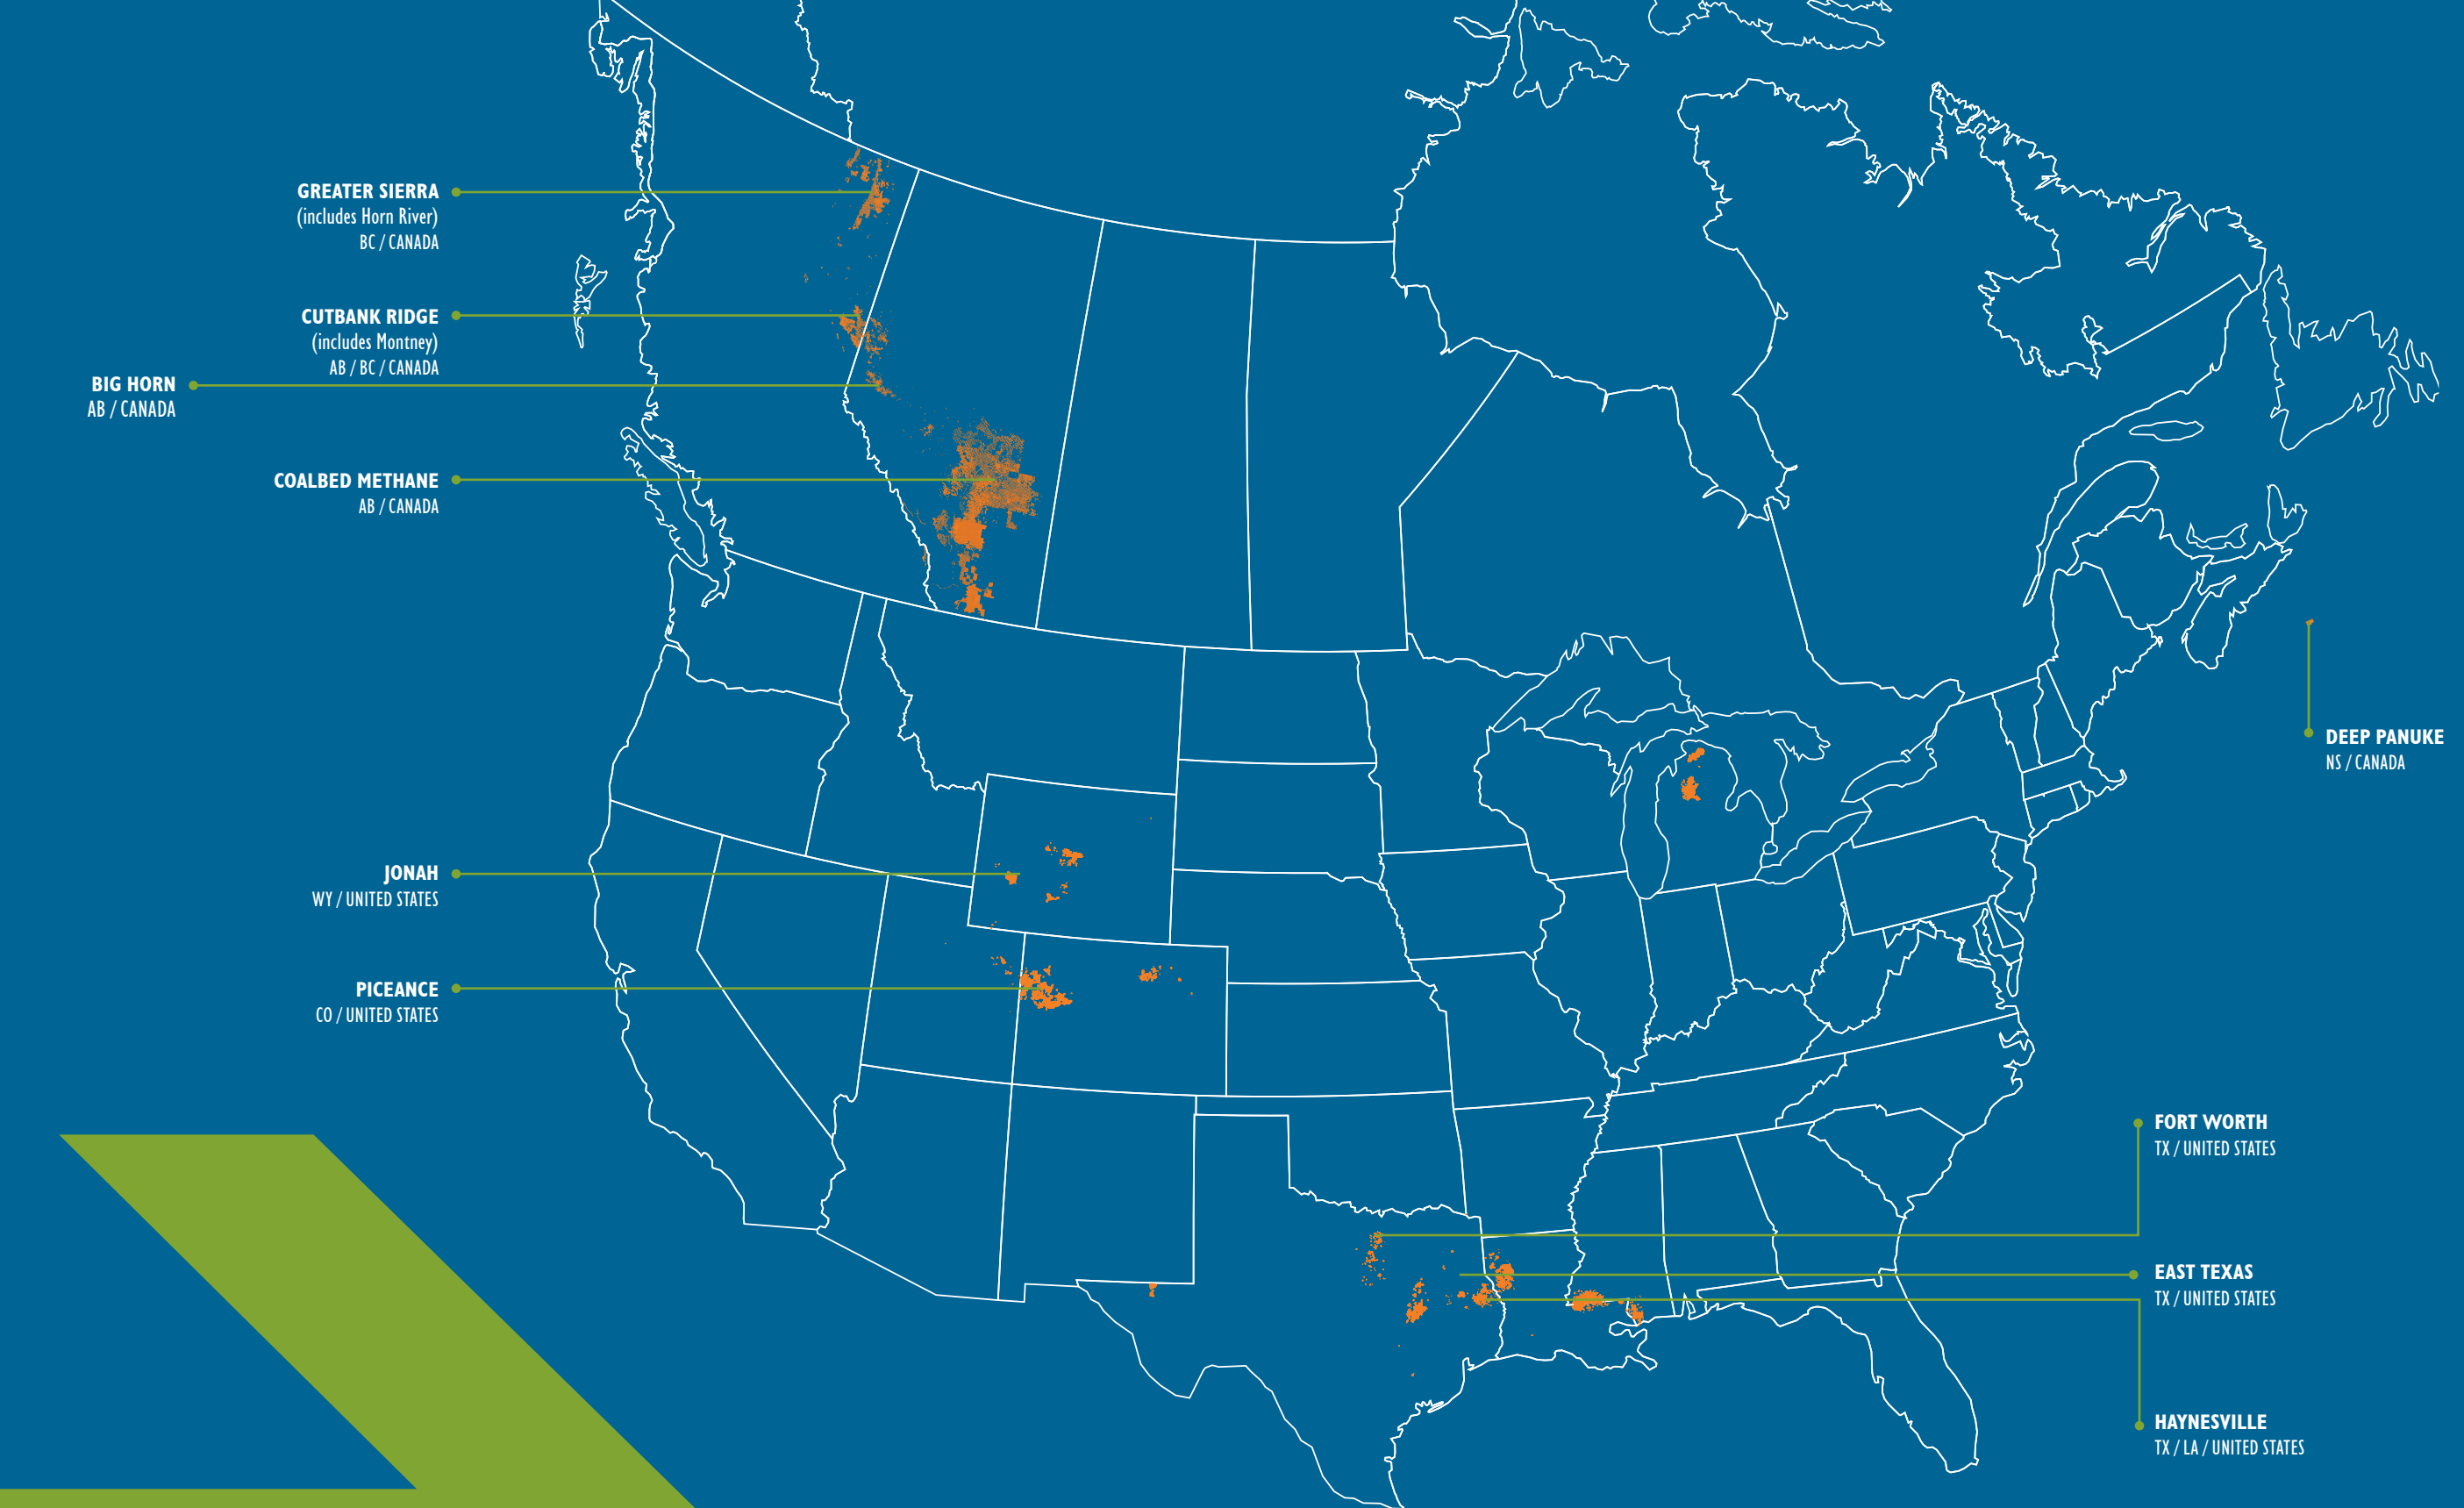 GREATER SIERRA
(includes Horn River)
BC / CANADA
CUTBANK RIDGE
(includes Montney)
AB / BC / CANADA
BIG HORN
AB / CANADA
COALBED METHANE
AB / CANADA
DEEP PANUKE
NS / CANADA
JONAH
WY / UNITED STATES
PICEANCE
CO / UNITED STATES
FORT WORTH
TX / UNITED STATES
EAST TEXAS
TX / UNITED STATES
HAYNESVILLE
TX / LA / UNITED STATES